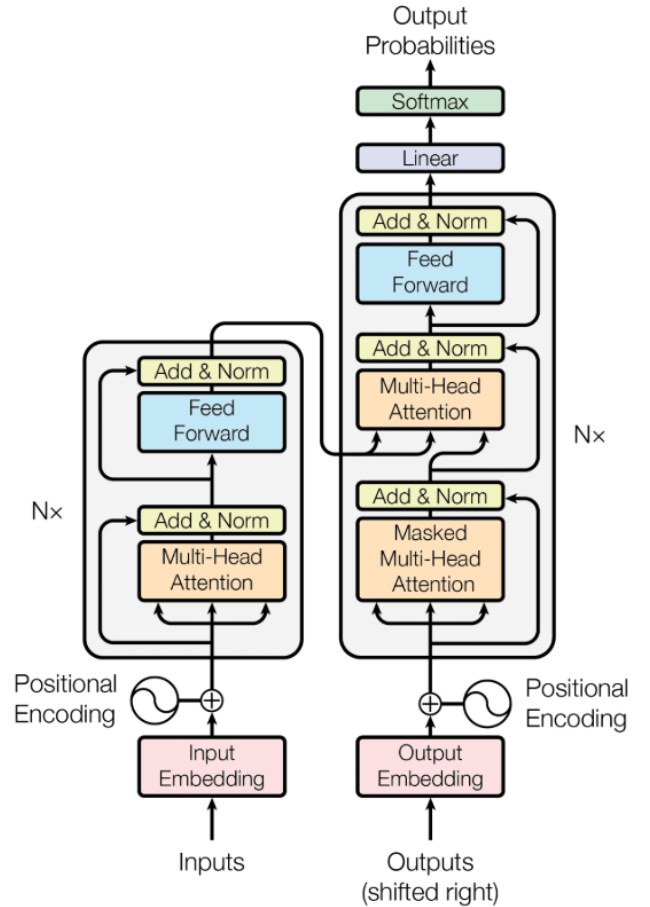 Output
Probabilities
Softmax
Linear
Add & Norm
Feed
Forward
Add & Norm
Multi-Head
Attention
Add & Norm
Masked
Multi-Head
Attention
N×
Positional
Encoding
Output
Embedding
Outputs
(shifted right)
Add & Norm
Feed
Forward
Add & Norm
Multi-Head
Attention
N×
Positional
Encoding
Input
Embedding
Inputs